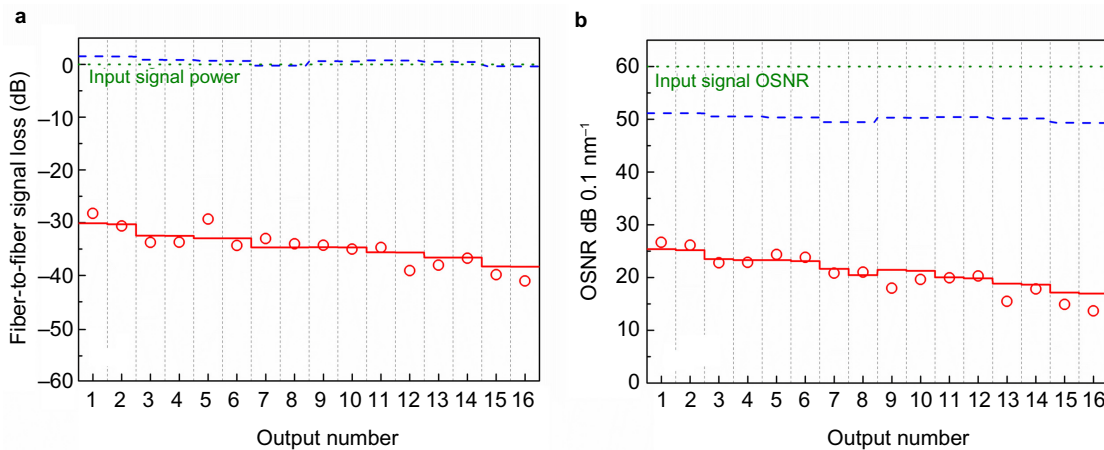 a
Fiber-to-fiber signal loss (dB)
0
–10
–20
–30
–40
–50
–60
Input signal power
1 2 3 4 5 6 7 8 9 10 11 12 13 14 15 16
Output number
b
OSNR dB 0.1 nm⁻¹
60
50
40
30
20
10
0
Input signal OSNR
1 2 3 4 5 6 7 8 9 10 11 12 13 14 15 16
Output number